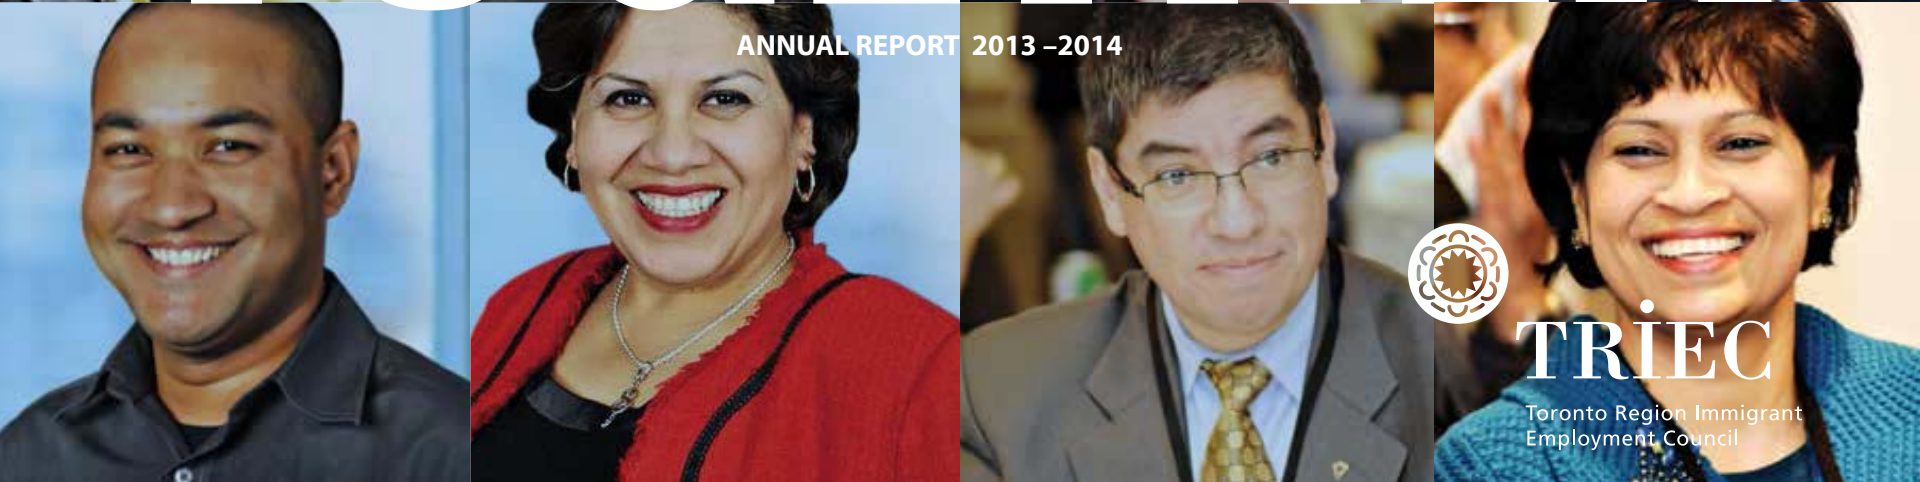 ANNUAL REPORT 2013 –2014
TRiEC
Toronto Region Immigrant
Employment Council